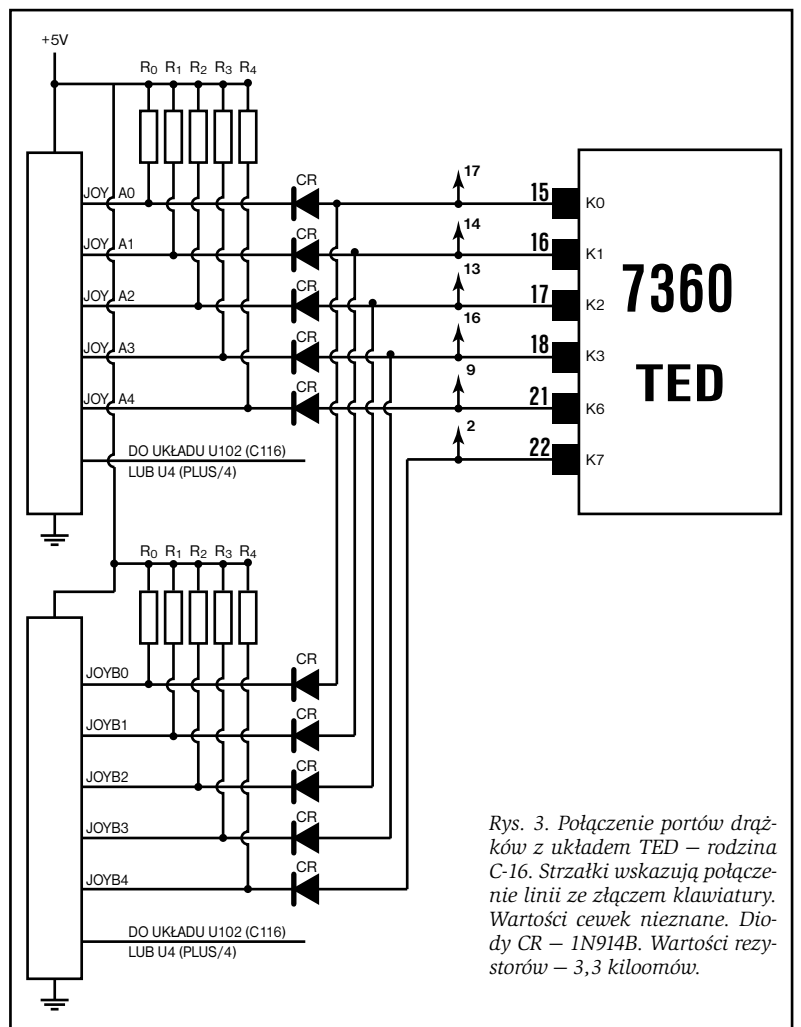 +5V
R0 R1 R2 R3 R4
JOY A0
CR
17
15
K0
JOY A1
CR
14
16
K1
JOY A2
CR
13
17
K2
JOY A3
CR
16
18
K3
JOY A4
CR
9
21
K6
2
22
K7
7360
TED
DO UKŁADU U102 (C116)
LUB U4 (PLUS/4)
R0 R1 R2 R3 R4
JOYB0
CR
JOYB1
CR
JOYB2
CR
JOYB3
CR
JOYB4
CR
DO UKŁADU U102 (C116)
LUB U4 (PLUS/4)
Rys. 3. Połączenie portów drąż-
ków z układem TED – rodzina
C-16. Strzałki wskazują połącze-
nie linii ze złączem klawiatury.
Wartości cewek nieznane. Dio-
dy CR – 1N914B. Wartości rezy-
storów – 3,3 kiloomów.